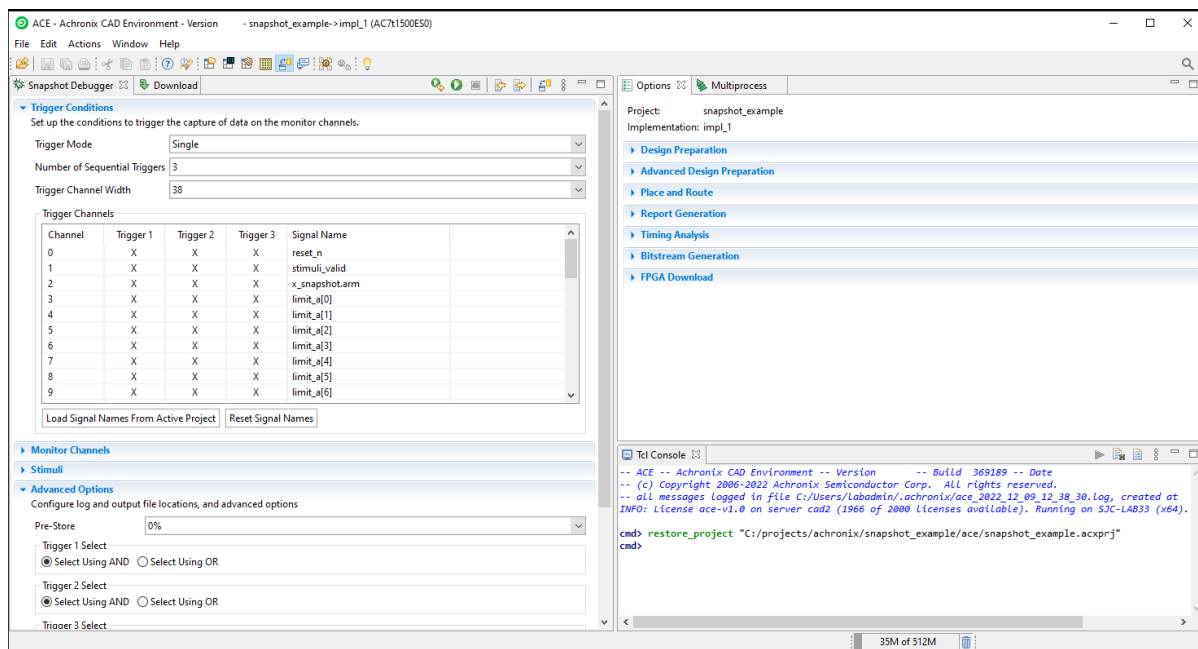 ACE - Achronix CAD Environment - Version - snapshot_example->impl_1 (AC7t1500ES0)
File Edit Actions Window Help
Snapshot Debugger Download
Trigger Conditions
Set up the conditions to trigger the capture of data on the monitor channels.
Trigger Mode Single
Number of Sequential Triggers 3
Trigger Channel Width 38
Trigger Channels
Channel Trigger 1 Trigger 2 Trigger 3 Signal Name
0 X X X reset_n
1 X X X stimuli_valid
2 X X X x_snapshot.arm
3 X X X limit_a[0]
4 X X X limit_a[1]
5 X X X limit_a[2]
6 X X X limit_a[3]
7 X X X limit_a[4]
8 X X X limit_a[5]
9 X X X limit_a[6]
Load Signal Names From Active Project Reset Signal Names
Monitor Channels
Stimuli
Advanced Options
Configure log and output file locations, and advanced options
Pre-Store 0%
Trigger 1 Select
Select Using AND Select Using OR
Trigger 2 Select
Select Using AND Select Using OR
Trigger 3 Select
Options Multiprocess
Project: snapshot_example
Implementation: impl_1
Design Preparation
Advanced Design Preparation
Place and Route
Report Generation
Timing Analysis
Bitstream Generation
FPGA Download
Tcl Console
-- ACE -- Achronix CAD Environment -- Version -- Build 369189 -- Date
-- (c) Copyright 2006-2022 Achronix Semiconductor Corp. All rights reserved.
-- all messages logged in file C:/Users/labadmin/.achronix/ace_2022_12_09_12_38_30.log, created at
INFO: License ace-v1.0 on server cad2 (1966 of 2000 licenses available). Running on SJC-LAB33 (x64).
cmd> restore_project "C:/projects/achronix/snapshot_example/ace/snapshot_example.acxprj"
cmd>
35M of 512M